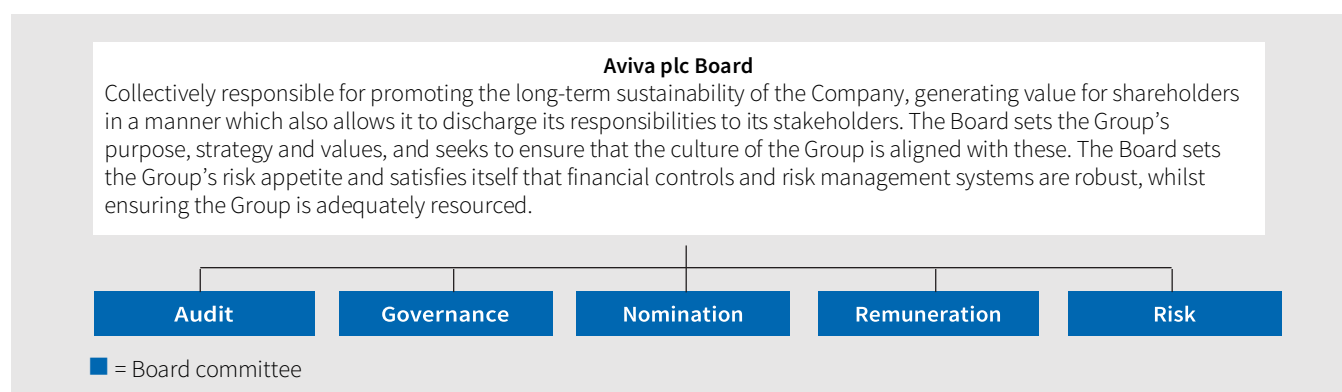 Aviva plc Board
Collectively responsible for promoting the long-term sustainability of the Company, generating value for shareholders
in a manner which also allows it to discharge its responsibilities to its stakeholders. The Board sets the Group’s
purpose, strategy and values, and seeks to ensure that the culture of the Group is aligned with these. The Board sets
the Group’s risk appetite and satisfies itself that financial controls and risk management systems are robust, whilst
ensuring the Group is adequately resourced.
Audit
Governance
Nomination
Remuneration
Risk
= Board committee